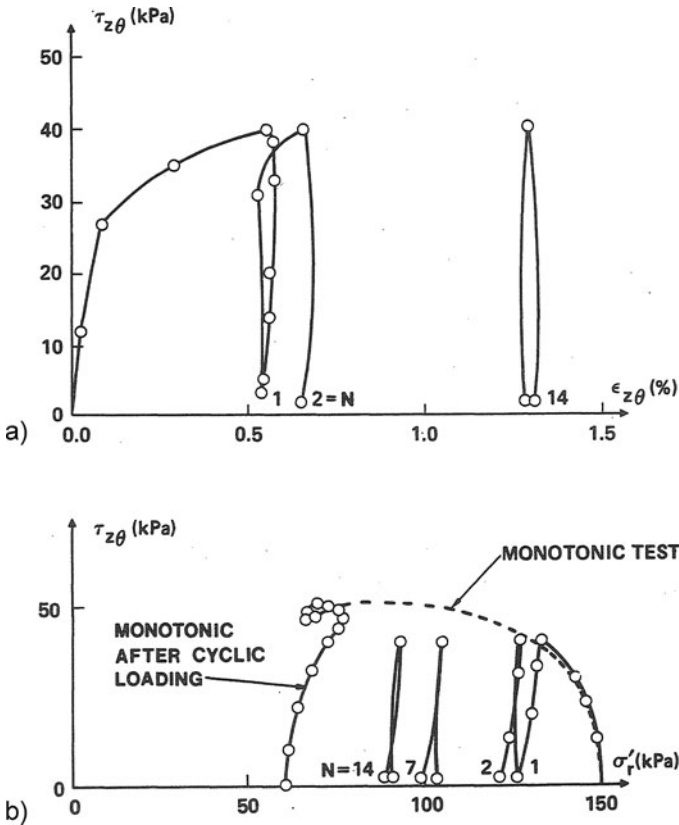 τzθ (kPa)
50
40
30
20
10
0
0.0
0.5
1.0
1.5
1
2=N
14
ϵzθ (%)
a)
τzθ (kPa)
MONOTONIC TEST
50
MONOTONIC
AFTER CYCLIC
LOADING
N=14
7
2
1
σr′(kPa)
0
0
50
100
150
b)